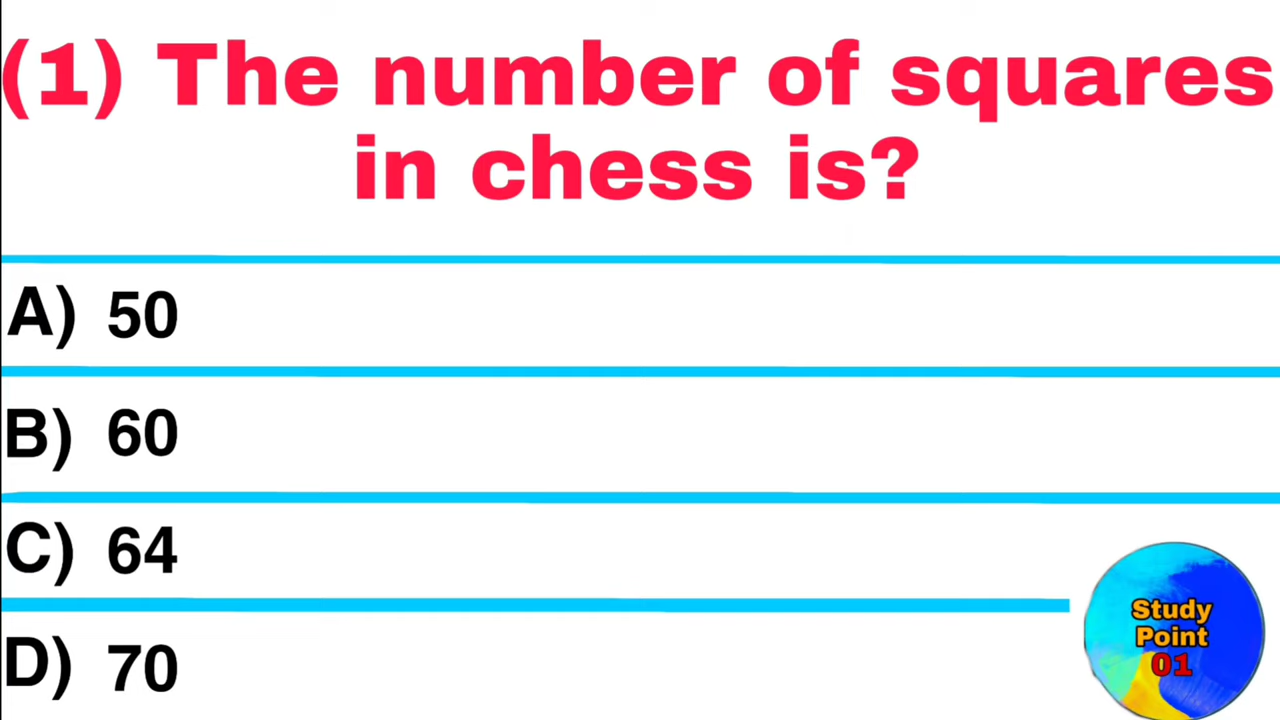 (1) The number of squares
in chess is?
A) 50
B) 60
C) 64
D) 70
Study
Point
01